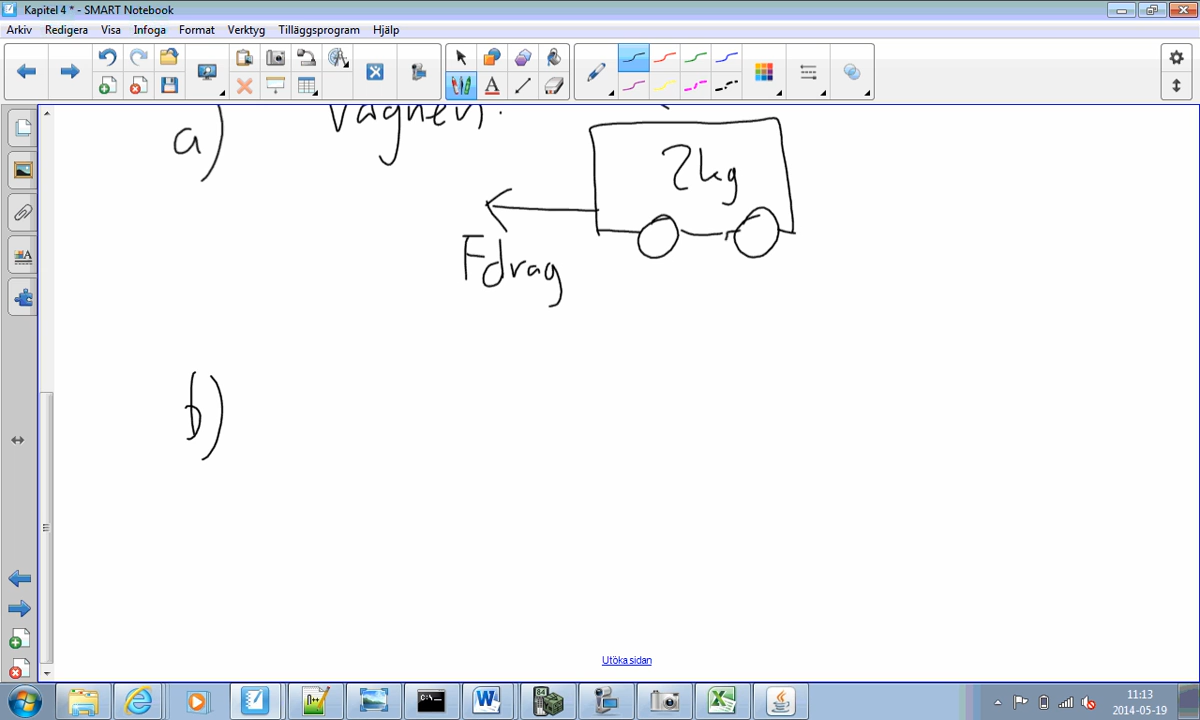 Kapitel 4 * - SMART Notebook
Arkiv Redigera Visa Infoga Format Verktyg Tilläggsprogram Hjälp
a) Vagnen.
2kg
Fdrag
b)
Utöka sidan
11:13
2014-05-19